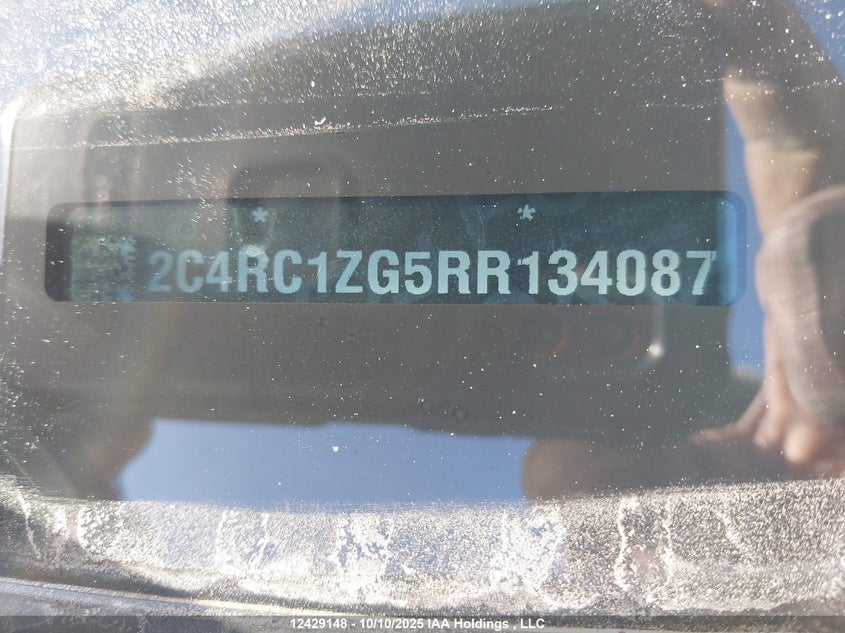 * *
2C4RC1ZG5RR134087
12429148 - 10/10/2025 IAA Holdings , LLC